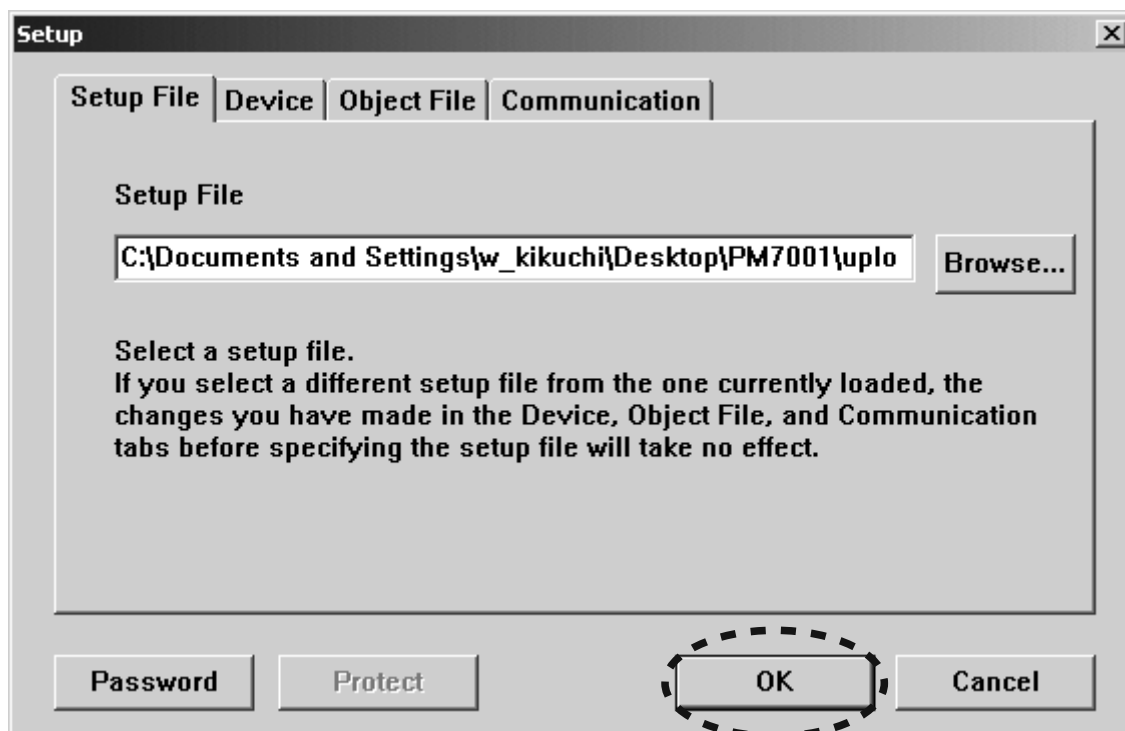 Setup
Setup File Device Object File Communication
Setup File
C:\Documents and Settings\w_kikuchi\Desktop\PM7001\uplo
Browse...
Select a setup file.
If you select a different setup file from the one currently loaded, the
changes you have made in the Device, Object File, and Communication
tabs before specifying the setup file will take no effect.
Password Protect OK Cancel